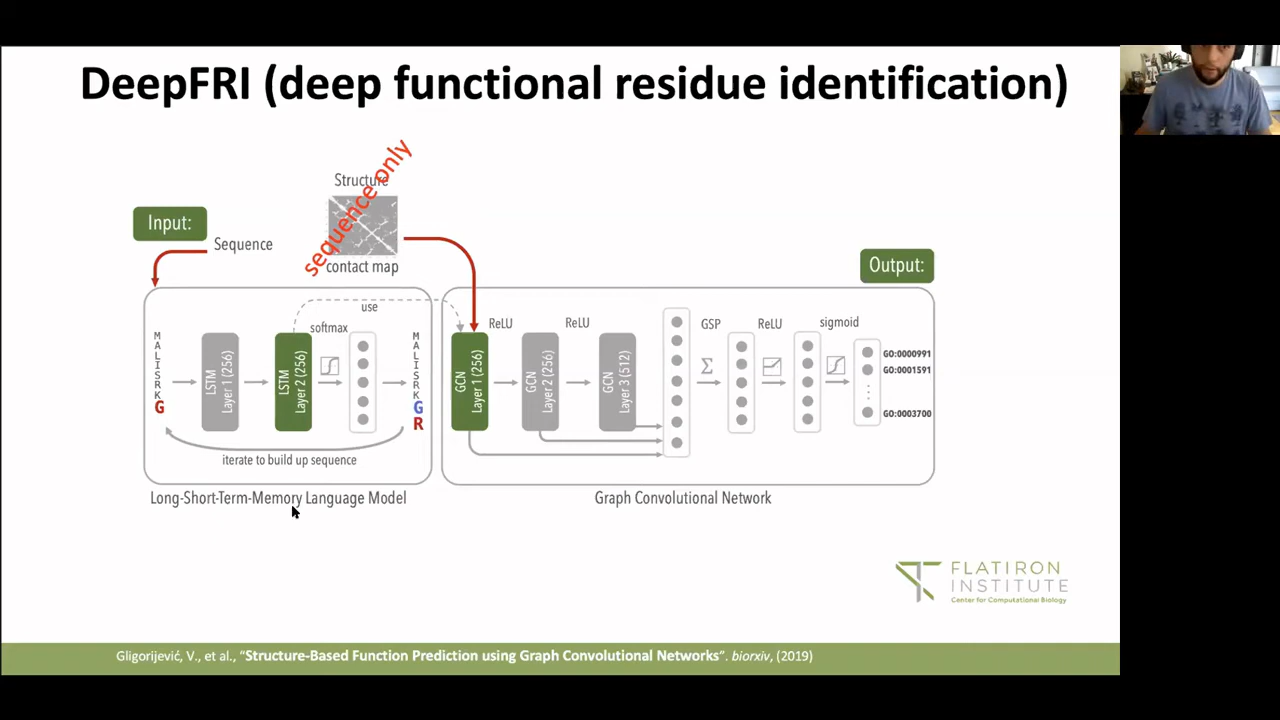 DeepFRI (deep functional residue identification)
Structure
sequence only
contact map
Input:
Sequence
Output:
use
softmax
M
A
L
I
S
R
K
G
LSTM
Layer 1 (256)
LSTM
Layer 2 (256)
M
A
L
I
S
R
K
G
R
iterate to build up sequence
Long-Short-Term-Memory Language Model
ReLU
ReLU
GCN
Layer 1 (256)
GCN
Layer 2 (256)
GCN
Layer 3 (512)
GSP
Σ
ReLU
sigmoid
GO:0000991
GO:0001591
GO:0003700
Graph Convolutional Network
FLATIRON
INSTITUTE
Center for Computational Biology
Gligorijević, V., et al., “Structure-Based Function Prediction using Graph Convolutional Networks”. biorxiv, (2019)